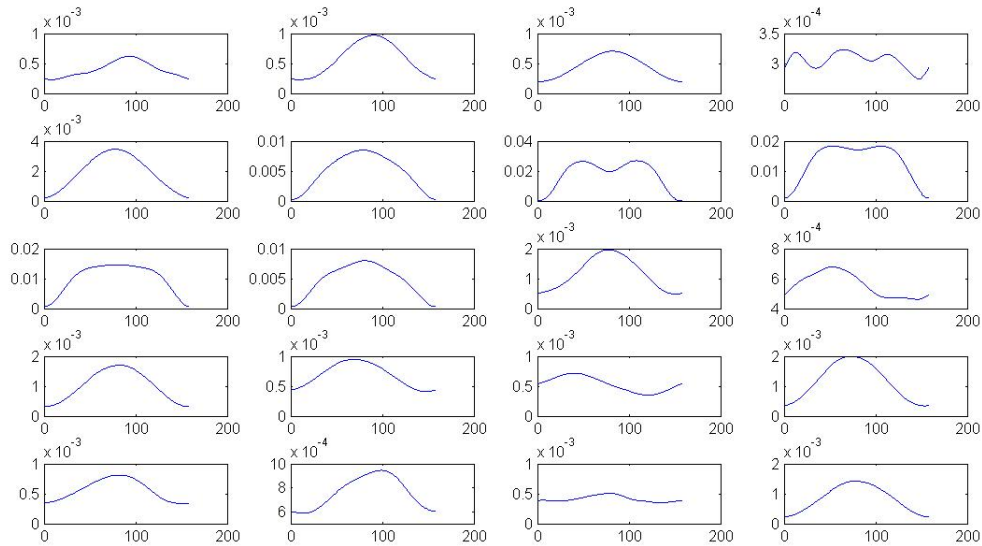 x 10^-3 x 10^-3 x 10^-3 x 10^-4
1 1 1 3.5
0.5 0.5 0.5 3
0 0 0
0 100 200 0 100 200 0 100 200 0 100 200
x 10^-3
4 0.01 0.04 0.02
2 0.005 0.02 0.01
0 0 0 0
0 100 200 0 100 200 0 100 200 0 100 200
x 10^-3 x 10^-4
0.02 0.01 2 8
0.01 0.005 1 6
0 0 0 4
0 100 200 0 100 200 0 100 200 0 100 200
x 10^-3 x 10^-3 x 10^-3 x 10^-3
2 1 1 2
1 0.5 0.5 1
0 0 0 0
0 100 200 0 100 200 0 100 200 0 100 200
x 10^-3 x 10^-4 x 10^-3 x 10^-3
1 10 1 2
0.5 8 0.5 1
0 6 0 0
0 100 200 0 100 200 0 100 200 0 100 200